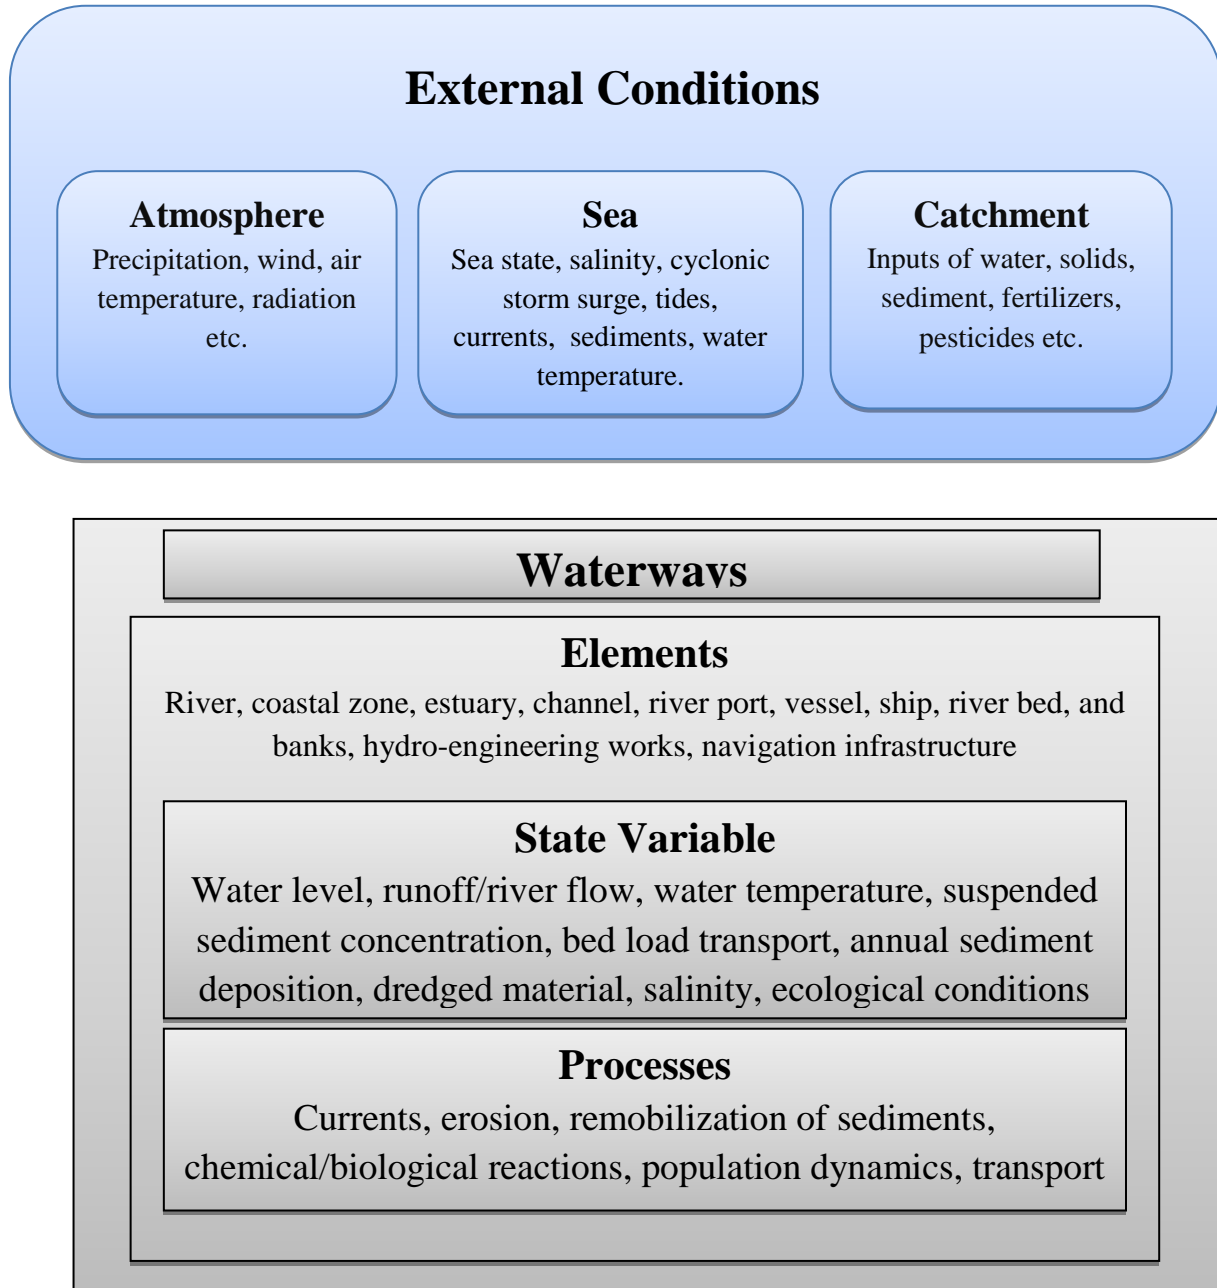 External Conditions
Atmosphere
Precipitation, wind, air
temperature, radiation
etc.
Sea
Sea state, salinity, cyclonic
storm surge, tides,
currents,  sediments, water
temperature.
Catchment
Inputs of water, solids,
sediment, fertilizers,
pesticides etc.
Waterways
Elements
River, coastal zone, estuary, channel, river port, vessel, ship, river bed, and
banks, hydro-engineering works, navigation infrastructure
State Variable
Water level, runoff/river flow, water temperature, suspended
sediment concentration, bed load transport, annual sediment
deposition, dredged material, salinity, ecological conditions
Processes
Currents, erosion, remobilization of sediments,
chemical/biological reactions, population dynamics, transport